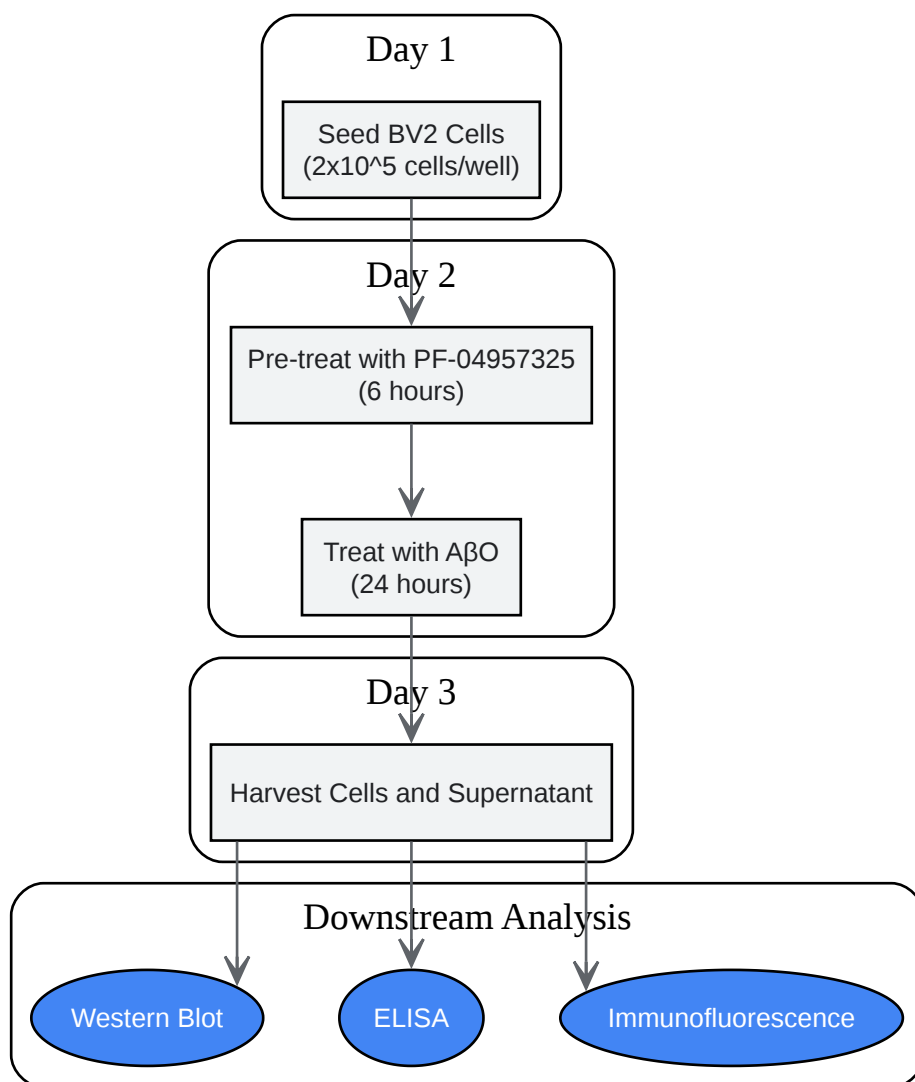 Day 1
Seed BV2 Cells
(2x10^5 cells/well)
Day 2
Pre-treat with PF-04957325
(6 hours)
Treat with AβO
(24 hours)
Day 3
Harvest Cells and Supernatant
Downstream Analysis
Western Blot
ELISA
Immunofluorescence